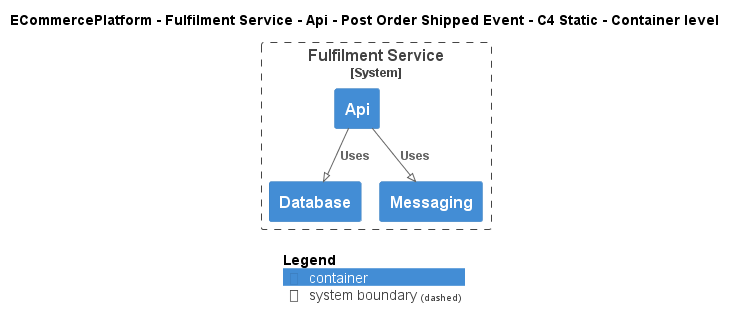 ECommercePlatform - Fulfilment Service - Api - Post Order Shipped Event - C4 Static - Container level
Fulfilment Service
[System]
Api
Uses Uses
Database Messaging
Legend
container
system boundary (dashed)